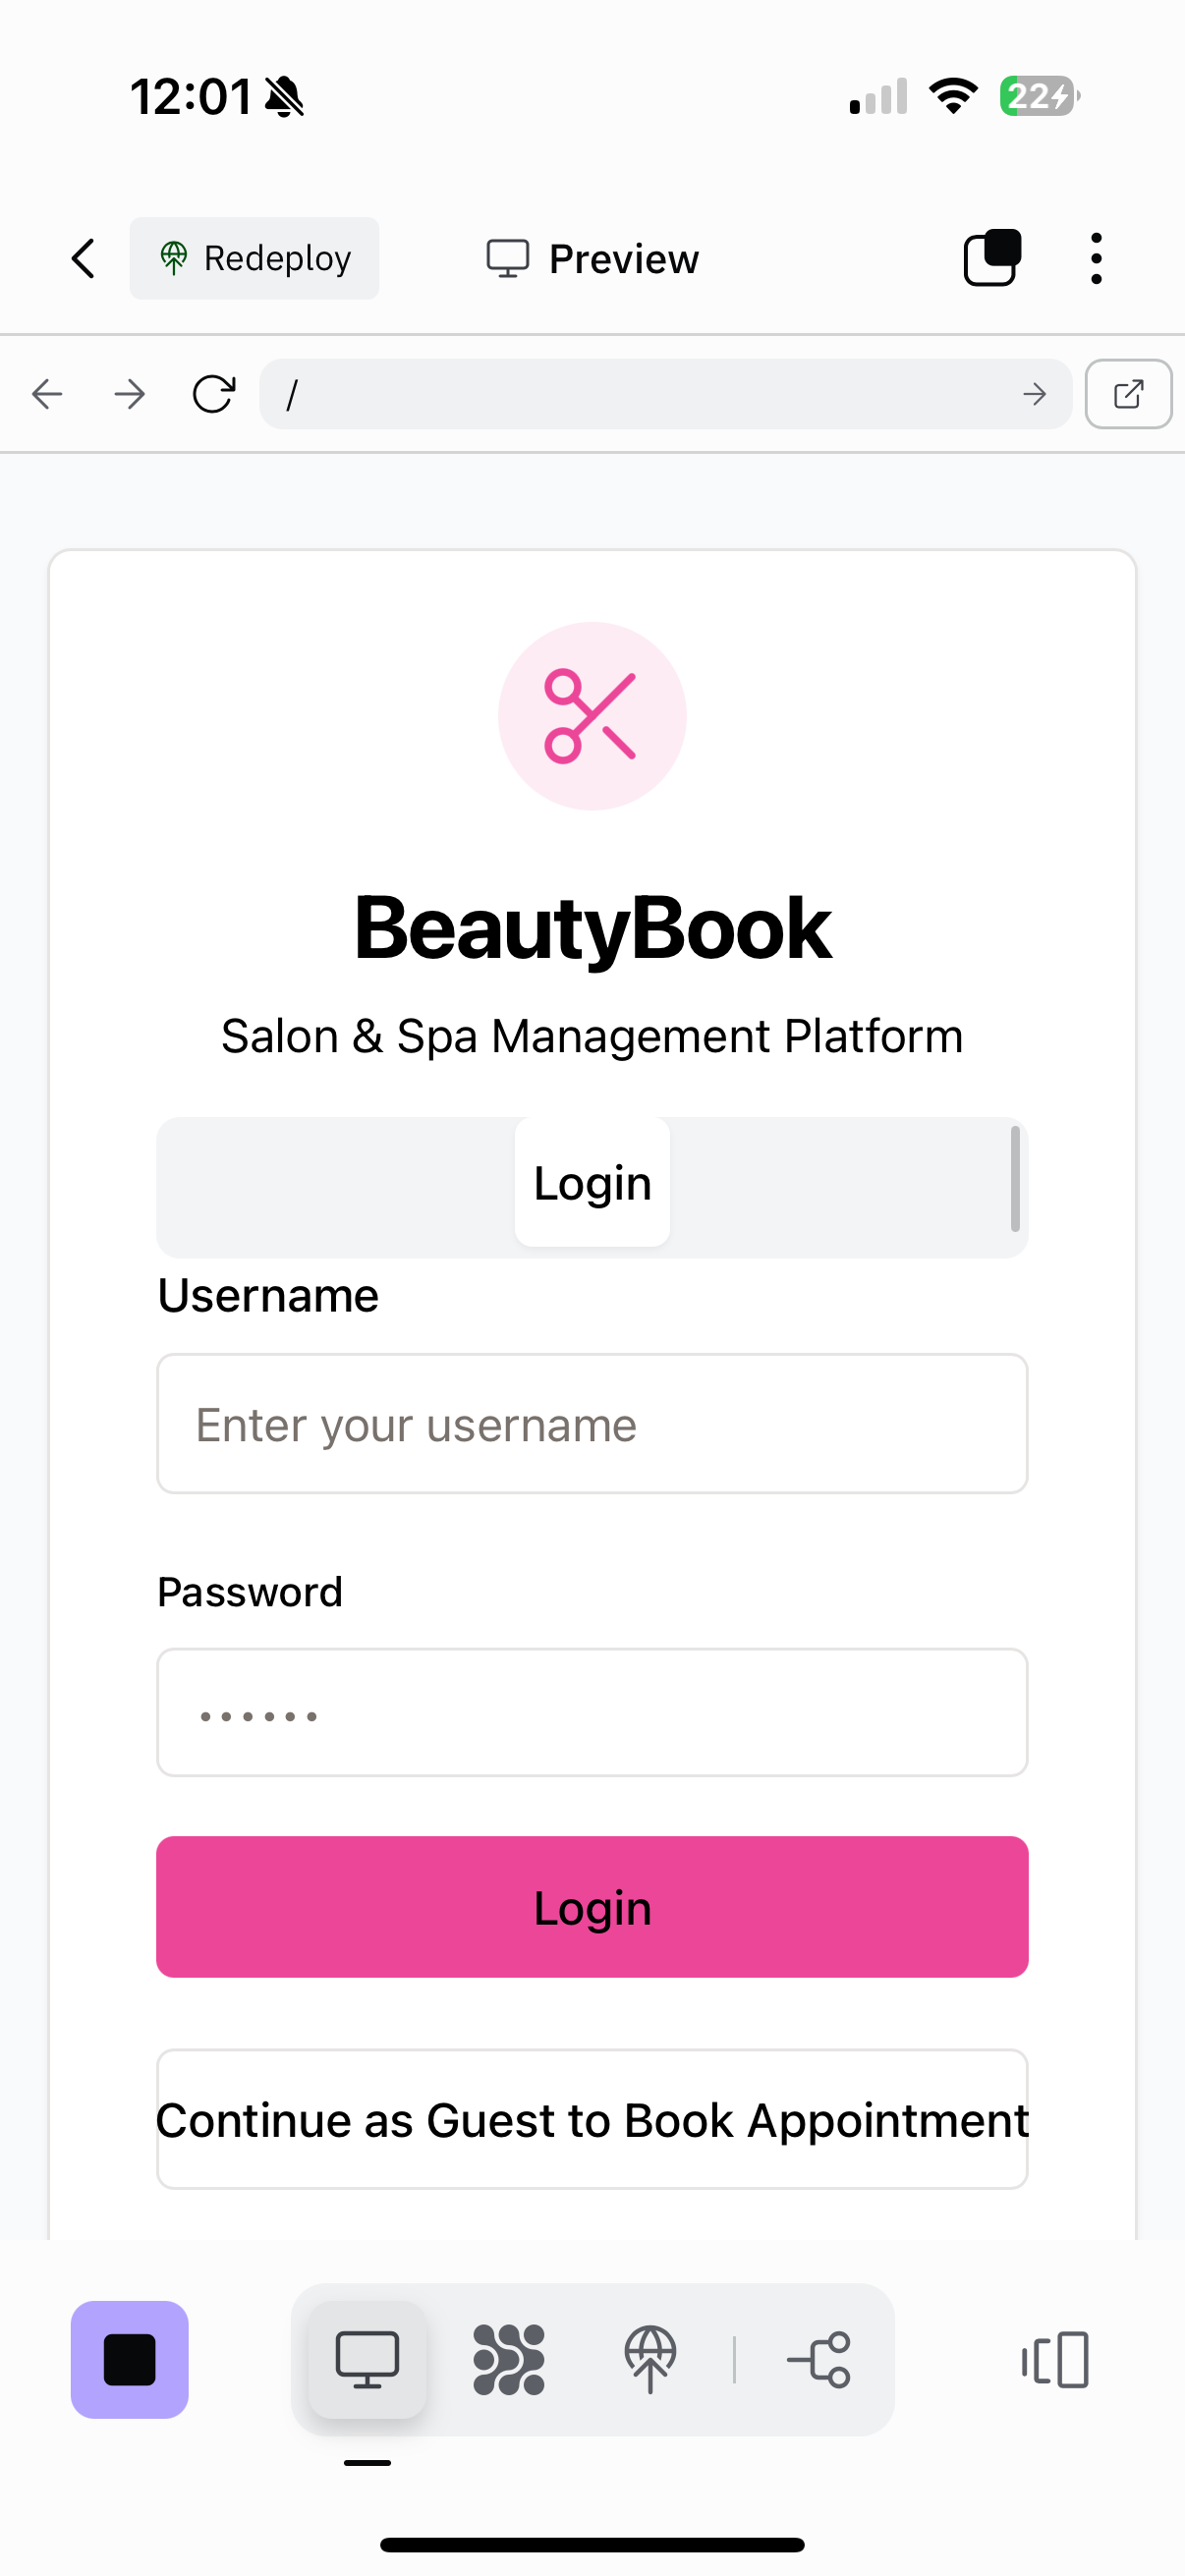 12:01
22
Redeploy
Preview
/
BeautyBook
Salon & Spa Management Platform
Login
Username
Enter your username
Password
••••••
Login
Continue as Guest to Book Appointment